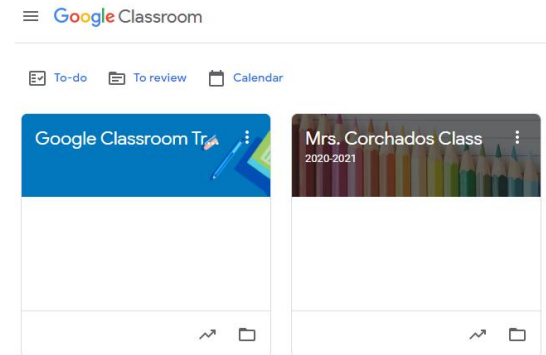 Google Classroom
To-do To review Calendar
Google Classroom Tr...
Mrs. Corchados Class
2020-2021